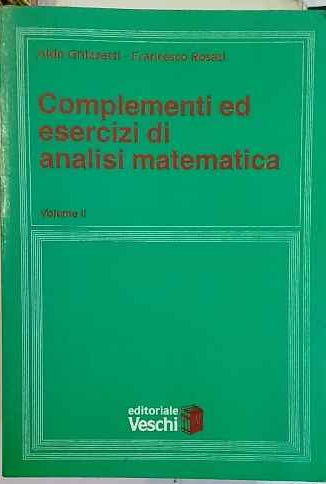 Aldo Ghizzetti - Francesco Rosati
Complementi ed
esercizi di
analisi matematica
Volume II
editoriale
Veschi